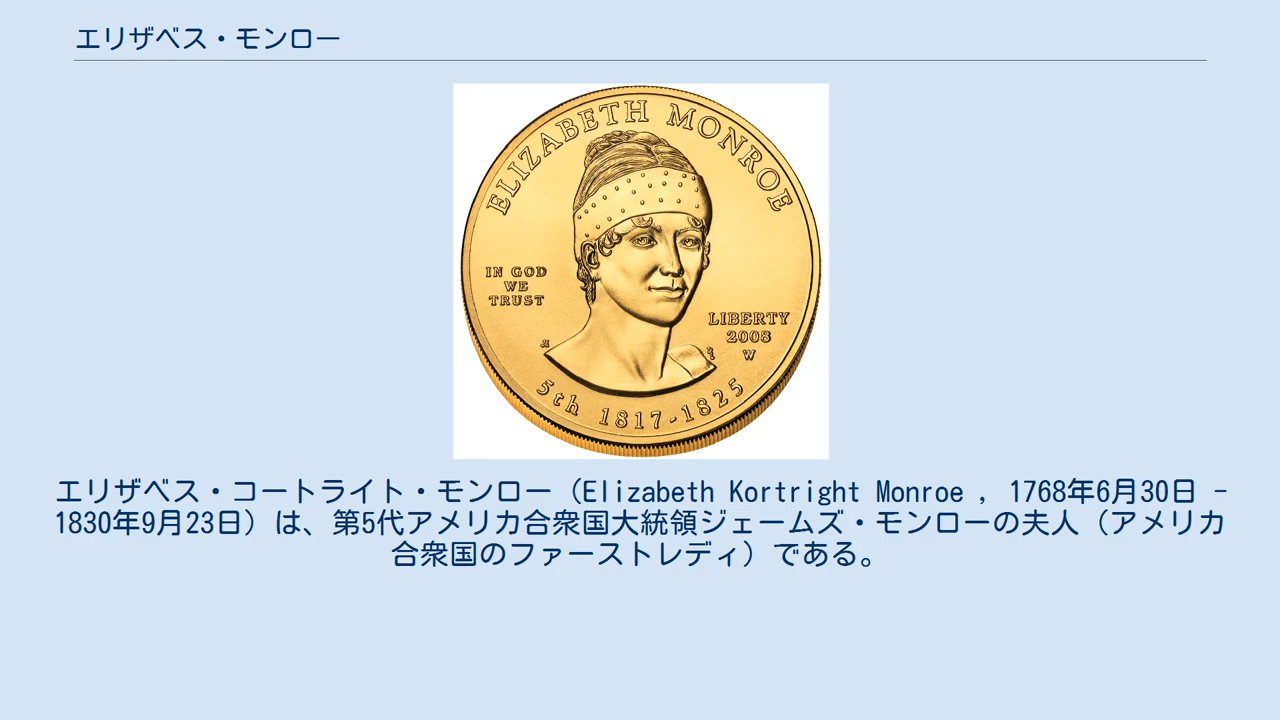 エリザベス・モンロー
ELIZABETH MONROE
IN GOD
WE
TRUST
LIBERTY
2008
W
5th 1817-1825
エリザベス・コートライト・モンロー（Elizabeth Kortright Monroe , 1768年6月30日 -
1830年9月23日）は、第5代アメリカ合衆国大統領ジェームズ・モンローの夫人（アメリカ
合衆国のファーストレディ）である。